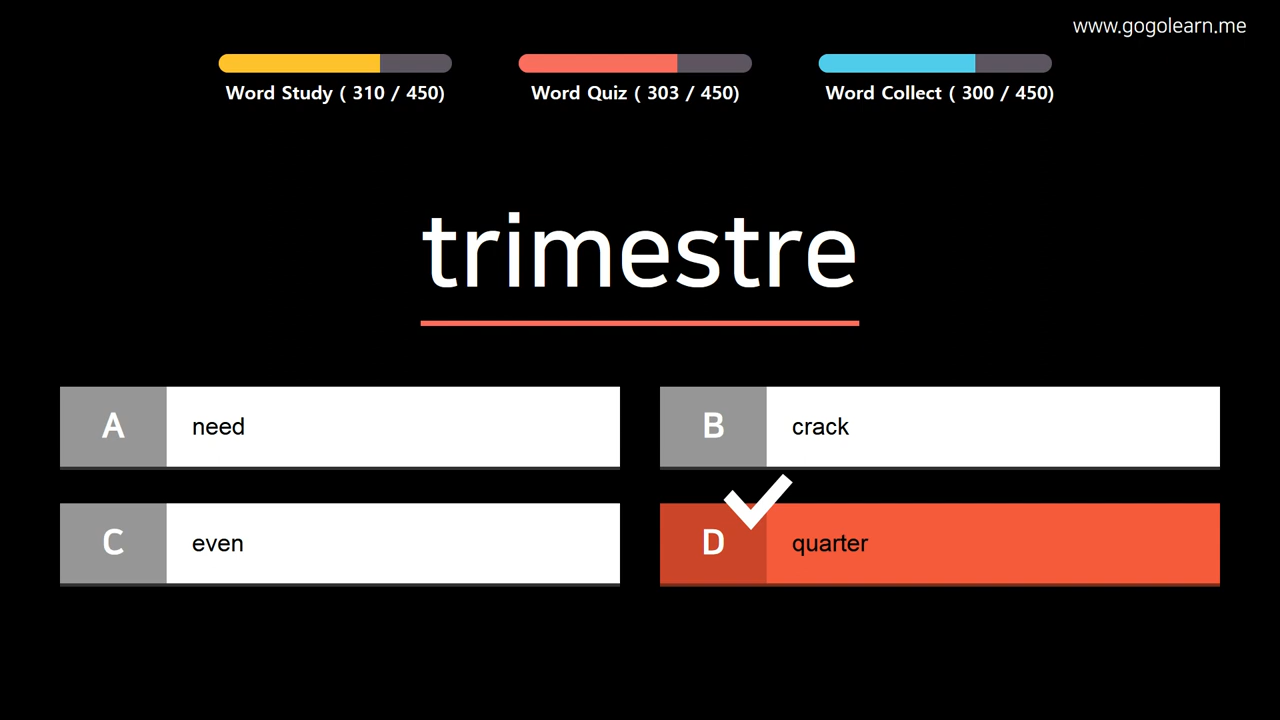 www.gogolearn.me
Word Study ( 310 / 450)
Word Quiz ( 303 / 450)
Word Collect ( 300 / 450)
trimestre
A need
B crack
C even
D quarter